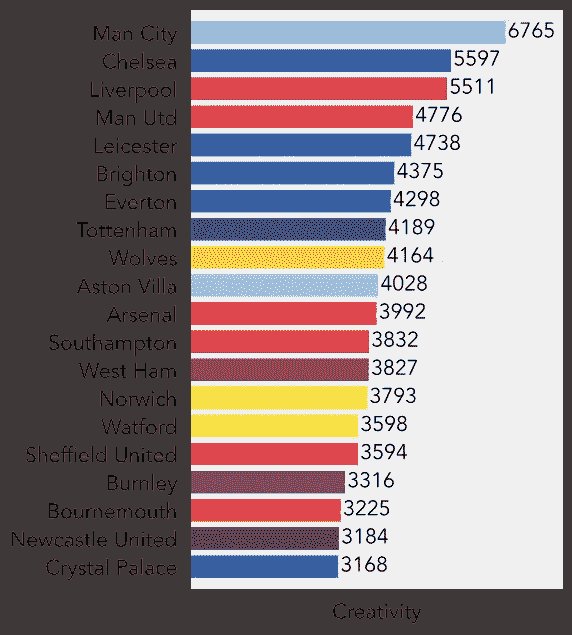 Man City 6765
Chelsea 5597
Liverpool 5511
Man Utd 4776
Leicester 4738
Brighton 4375
Everton 4298
Tottenham 4189
Wolves 4164
Aston Villa 4028
Arsenal 3992
Southampton 3832
West Ham 3827
Norwich 3793
Watford 3598
Sheffield United 3594
Burnley 3316
Bournemouth 3225
Newcastle United 3184
Crystal Palace 3168
Creativity